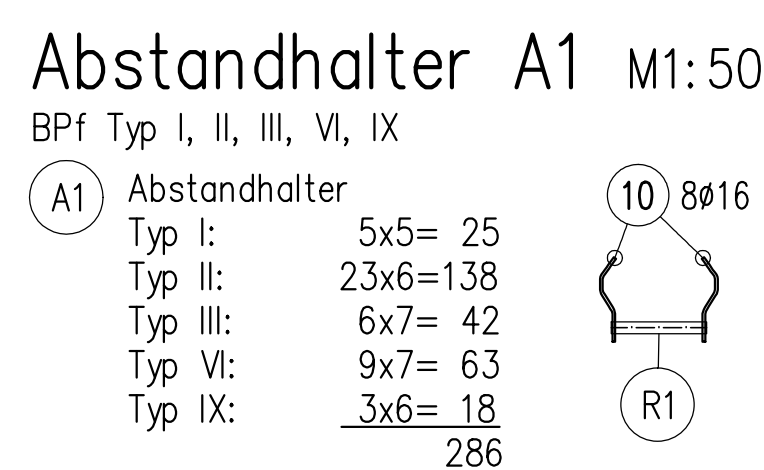 Abstandhalter A1 M1:50
BPf Typ I, II, III, VI, IX
A1 Abstandhalter
10 8ø16
Typ I: 5x5= 25
Typ II: 23x6=138
Typ III: 6x7= 42
Typ VI: 9x7= 63
Typ IX: 3x6= 18
286
R1